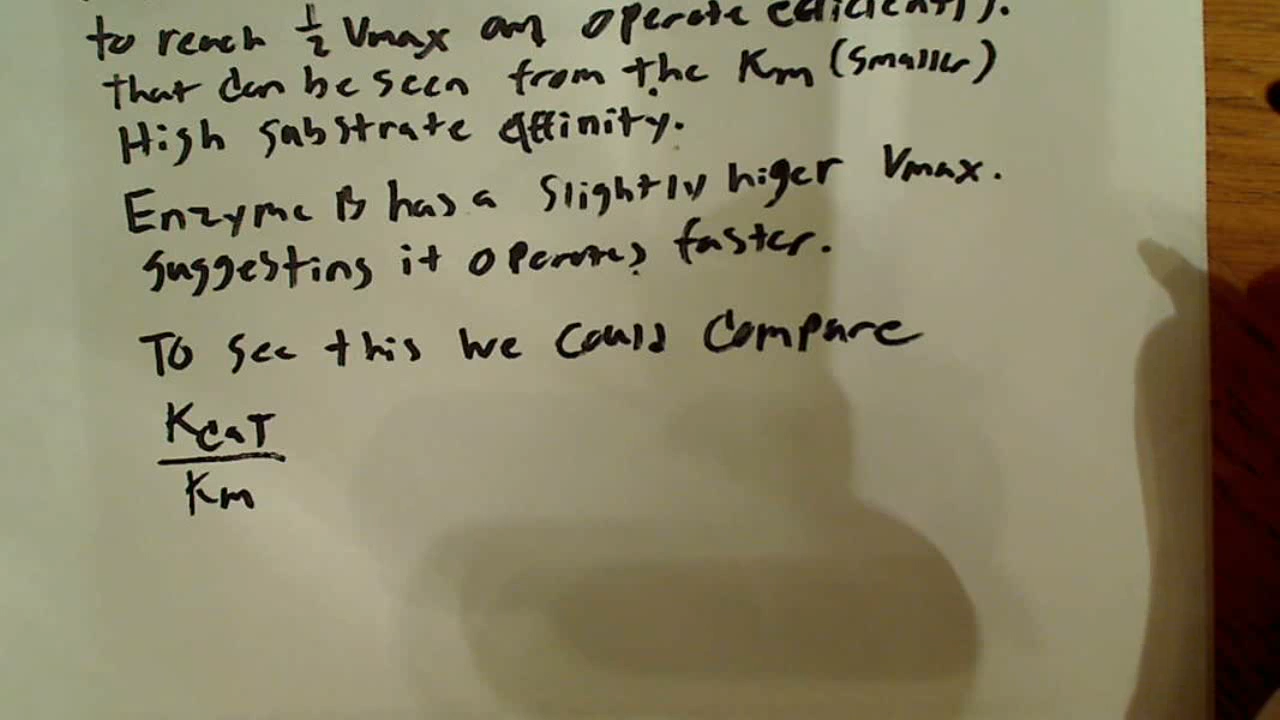 to reach 1/2 Vmax an operate efficiently.
that can be seen from the Km (smaller)
High substrate affinity.
Enzyme B has a slightly higer Vmax.
suggesting it operates faster.
To see this we could compare
Kcat
Km